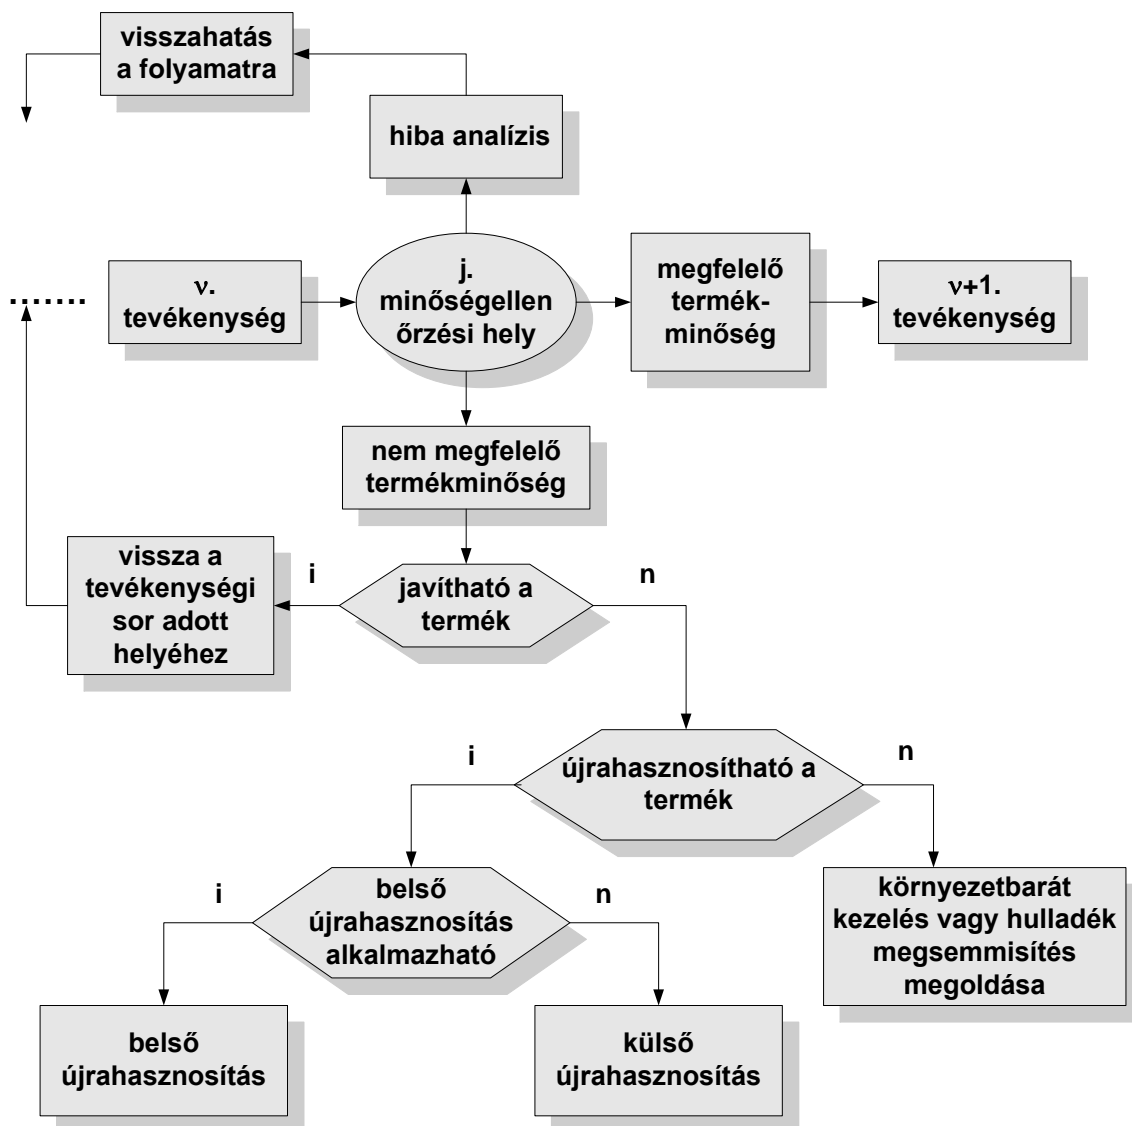 visszahatás
a folyamatra
hiba analízis
.......
ν.
tevékenység
j.
minőségellen
őrzési hely
megfelelő
termék-
minőség
ν+1.
tevékenység
nem megfelelő
termékminőség
vissza a
tevékenységi
sor adott
helyéhez
i
javítható a
termék
n
i
újrahasznosítható a
termék
n
i
belső
újrahasznosítás
alkalmazható
n
környezetbarát
kezelés vagy hulladék
megsemmisítés
megoldása
belső
újrahasznosítás
külső
újrahasznosítás